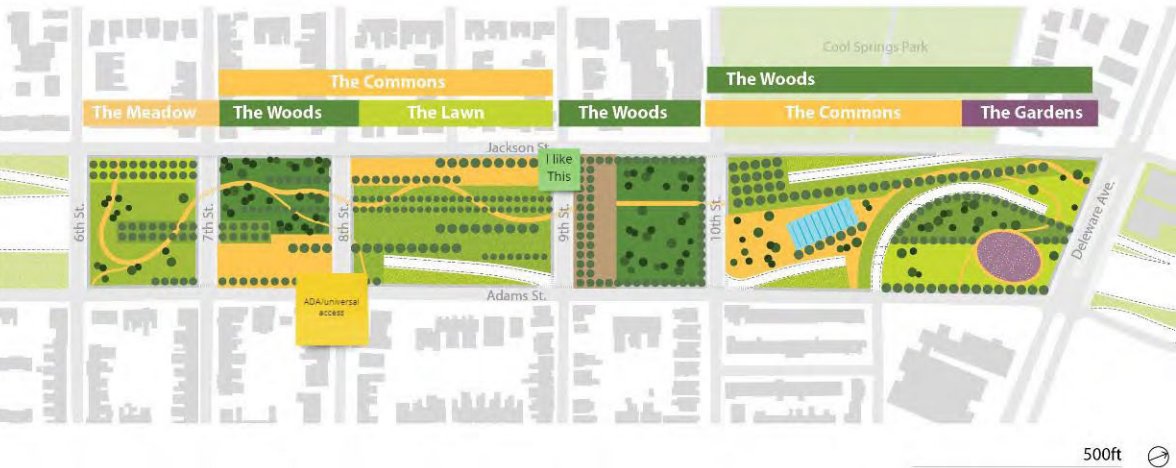 Cool Springs Park
The Commons
The Woods
The Meadow
The Woods
The Lawn
The Woods
The Commons
The Gardens
Jackson St.
I like
This
6th St.
7th St.
8th St.
9th St.
10th St.
Deleware Ave.
Adams St.
ADA/universal
access
500ft